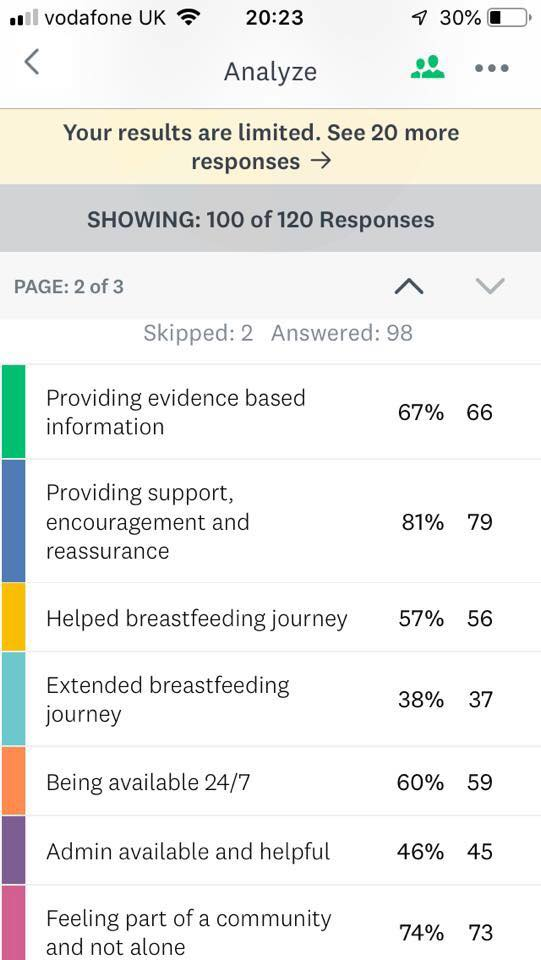 vodafone UK 20:23 30%
Analyze
Your results are limited. See 20 more
responses →
SHOWING: 100 of 120 Responses
PAGE: 2 of 3
Skipped: 2 Answered: 98
Providing evidence based
information 67% 66
Providing support,
encouragement and
reassurance 81% 79
Helped breastfeeding journey 57% 56
Extended breastfeeding
journey 38% 37
Being available 24/7 60% 59
Admin available and helpful 46% 45
Feeling part of a community
and not alone 74% 73